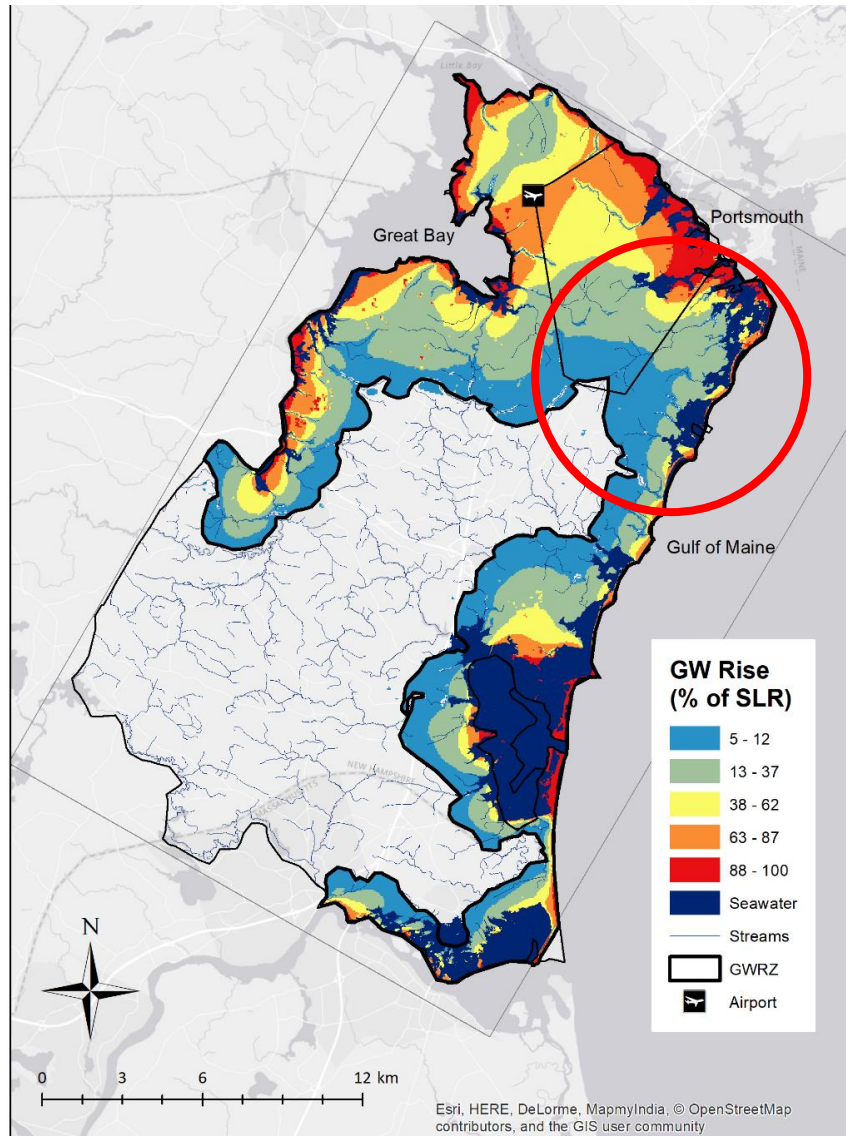 Little Bay
Portsmouth
MAINE
Great Bay
Gulf of Maine
GW Rise
(% of SLR)
5 - 12
13 - 37
38 - 62
63 - 87
88 - 100
Seawater
Streams
GWRZ
Airport
NEW HAMPSHIRE
MASSACHUSETTS
N
0 3 6 12 km
Esri, HERE, DeLorme, MapmyIndia, © OpenStreetMap
contributors, and the GIS user community